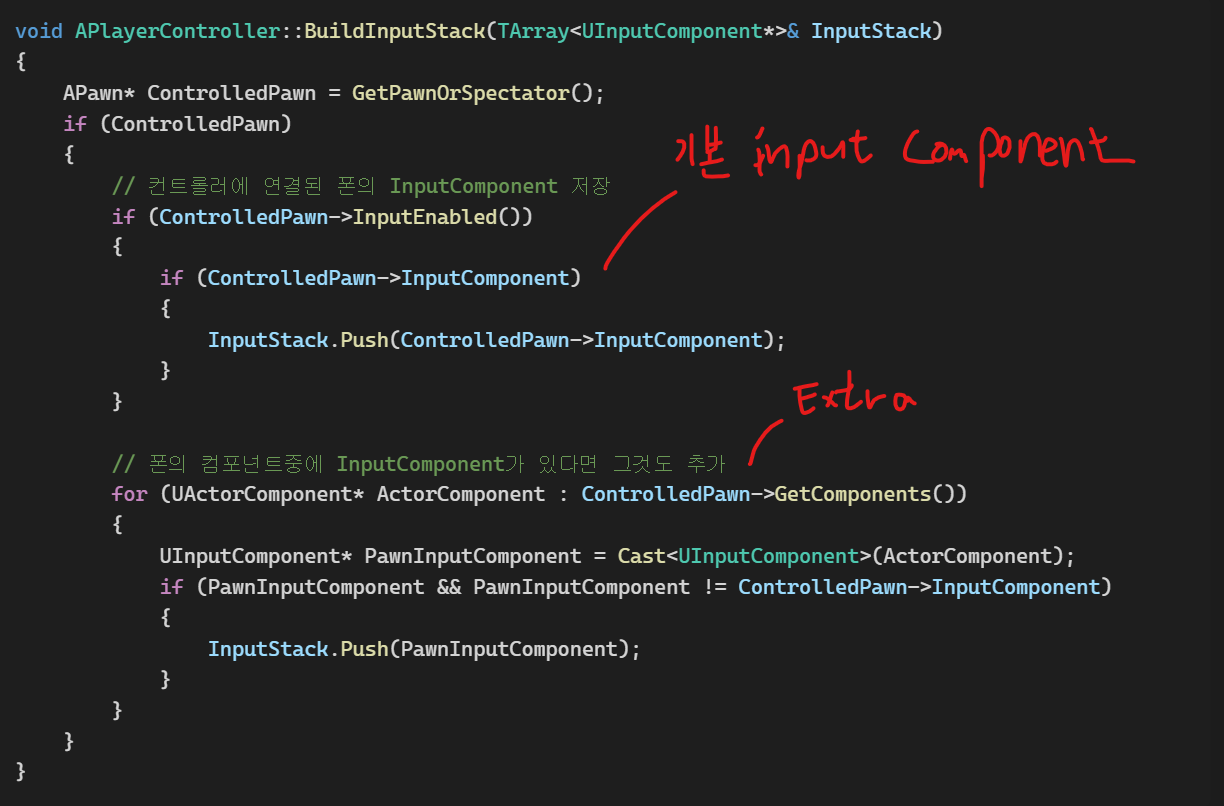 void APlayerController::BuildInputStack(TArray<UInputComponent*>& InputStack)
{
    APawn* ControlledPawn = GetPawnOrSpectator();
    if (ControlledPawn)
    {
기본 input Component
        // 컨트롤러에 연결된 폰의 InputComponent 저장
        if (ControlledPawn->InputEnabled())
        {
            if (ControlledPawn->InputComponent)
            {
                InputStack.Push(ControlledPawn->InputComponent);
            }
        }
Extra
        // 폰의 컴포넌트중에 InputComponent가 있다면 그것도 추가
        for (UActorComponent* ActorComponent : ControlledPawn->GetComponents())
        {
            UInputComponent* PawnInputComponent = Cast<UInputComponent>(ActorComponent);
            if (PawnInputComponent && PawnInputComponent != ControlledPawn->InputComponent)
            {
                InputStack.Push(PawnInputComponent);
            }
        }
    }
}